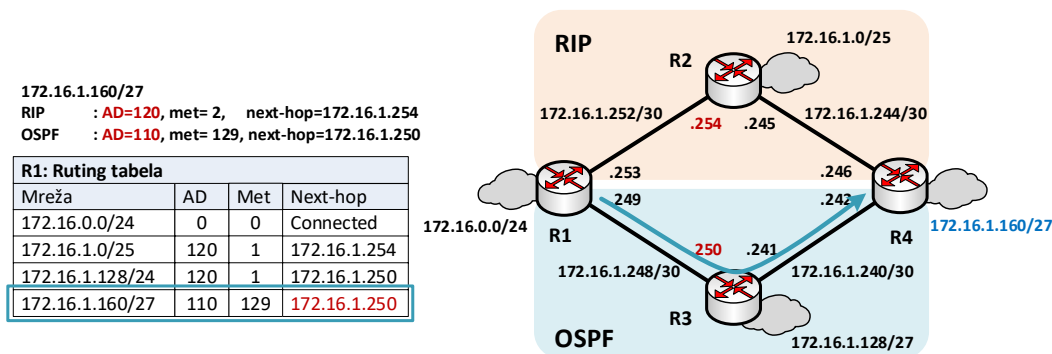 172.16.1.160/27
RIP : AD=120, met= 2, next-hop=172.16.1.254
OSPF : AD=110, met= 129, next-hop=172.16.1.250
R1: Ruting tabela
Mreža AD Met Next-hop
172.16.0.0/24 0 0 Connected
172.16.1.0/25 120 1 172.16.1.254
172.16.1.128/24 120 1 172.16.1.250
172.16.1.160/27 110 129 172.16.1.250
RIP
172.16.1.0/25
R2
172.16.1.252/30
.254 .245
172.16.1.244/30
.253
.246
.249
.242
172.16.0.0/24
R1
R4
172.16.1.160/27
.250 .241
172.16.1.248/30
172.16.1.240/30
R3
OSPF
172.16.1.128/27